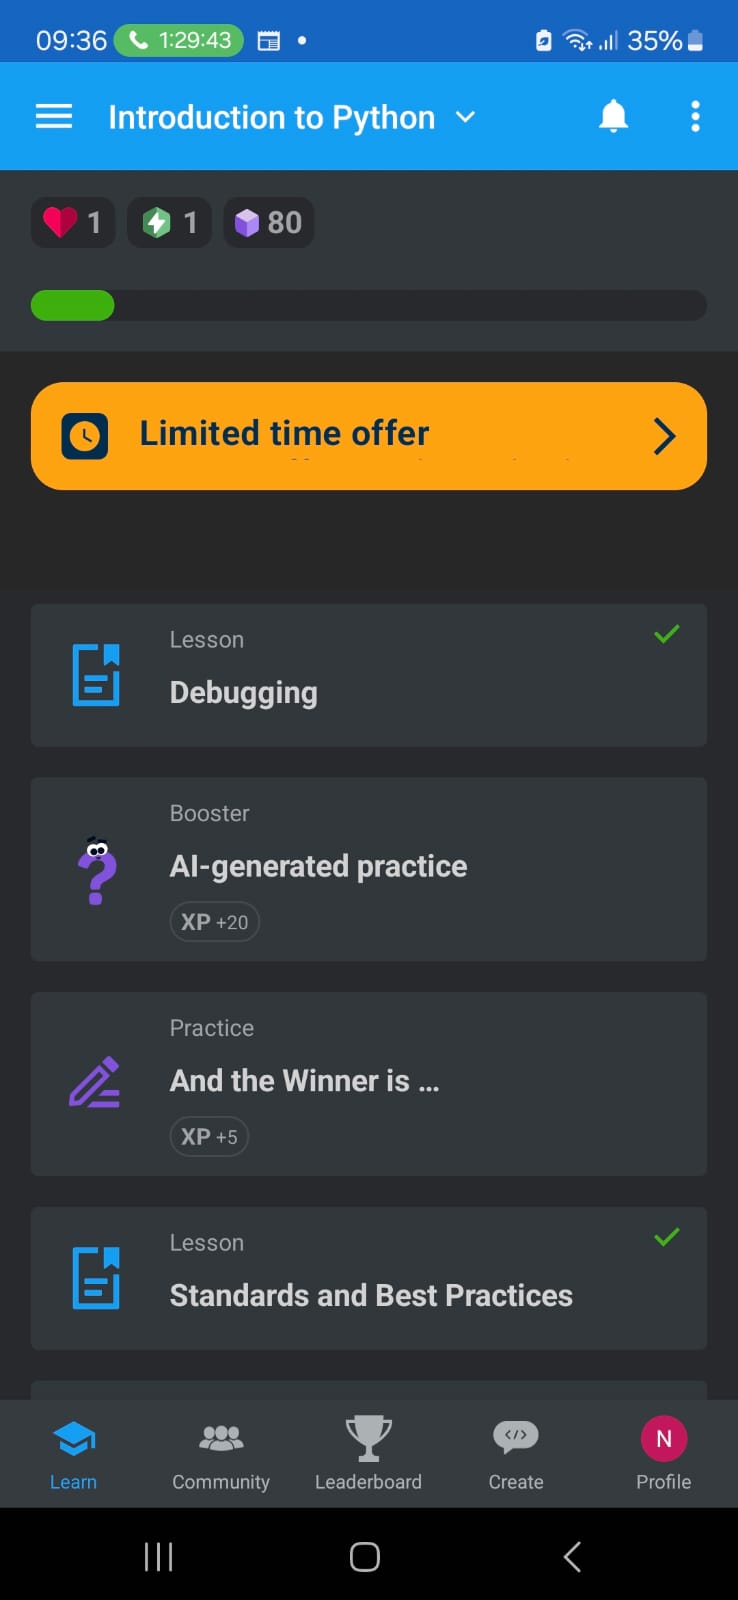 09:36 1:29:43 35%
Introduction to Python
1 1 80
Limited time offer
Lesson
Debugging
Booster
AI-generated practice
XP +20
Practice
And the Winner is ...
XP +5
Lesson
Standards and Best Practices
</>
N
Learn Community Leaderboard Create Profile